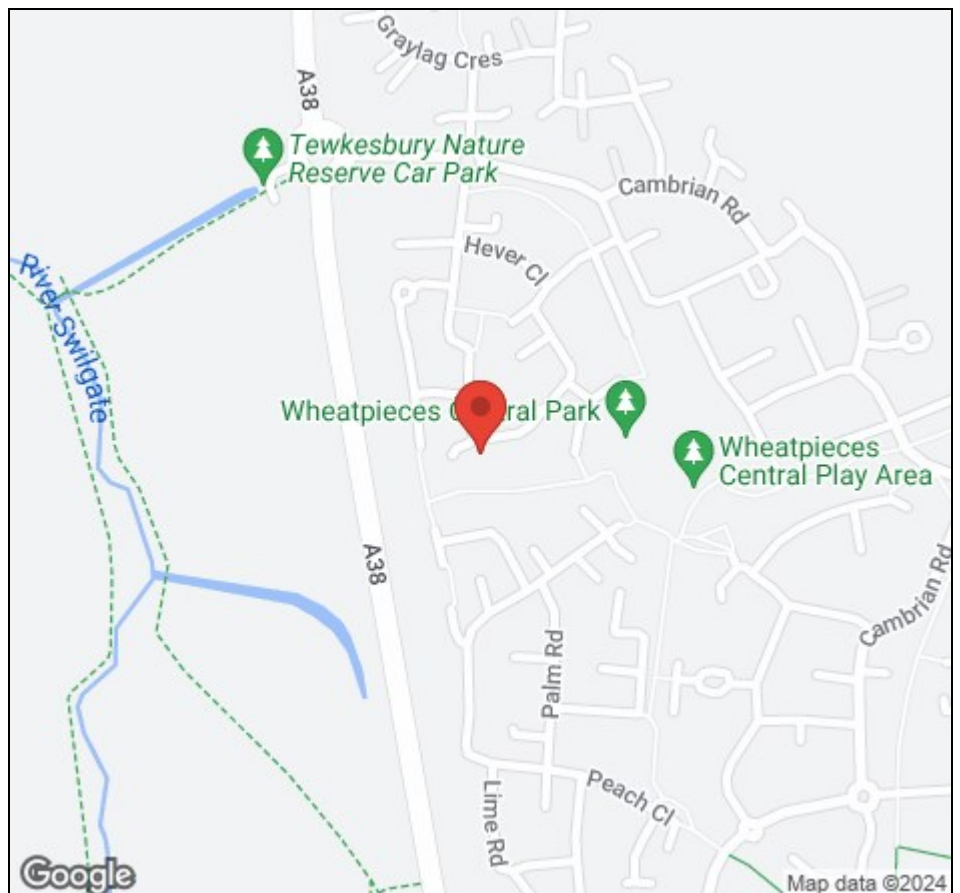 Graylag Cres
A38
Tewkesbury Nature
Reserve Car Park
Cambrian Rd
Hever Cl
River Swilgate
Wheatpieces Central Park
Wheatpieces
Central Play Area
A38
Cambrian Rd
Palm Rd
Peach Cl
Lime Rd
Google
Map data ©2024